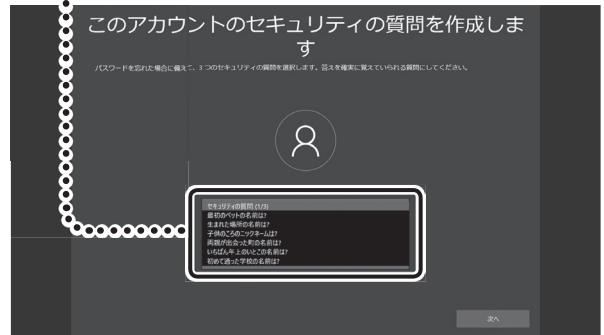 このアカウントのセキュリティの質問を作成しま
す
パスワードを忘れた場合に備えて、3 つのセキュリティの質問を選択します。答えを確実に覚えていられる質問にしてください。
セキュリティの質問 (1/3)
最初のペットの名前は?
生まれた場所の名前は?
子供のころのニックネームは?
両親が出会った町の名前は?
いちばん年上のいとこの名前は?
初めて通った学校の名前は?
次へ